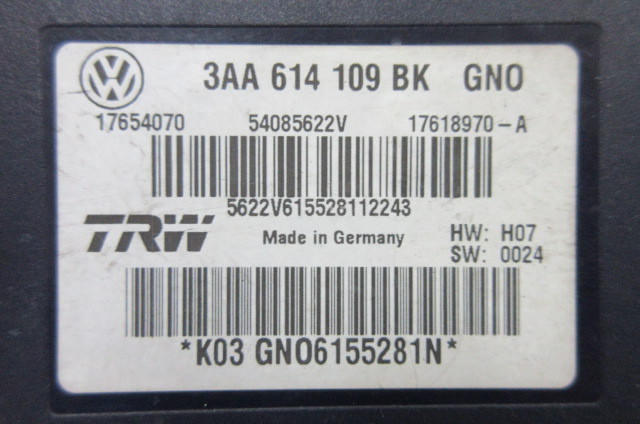 3AA 614 109 BK GNO
17654070 54085622V 17618970-A
5622V615528112243
TRW Made in Germany HW: H07
SW: 0024
*K03 GNO6155281N*